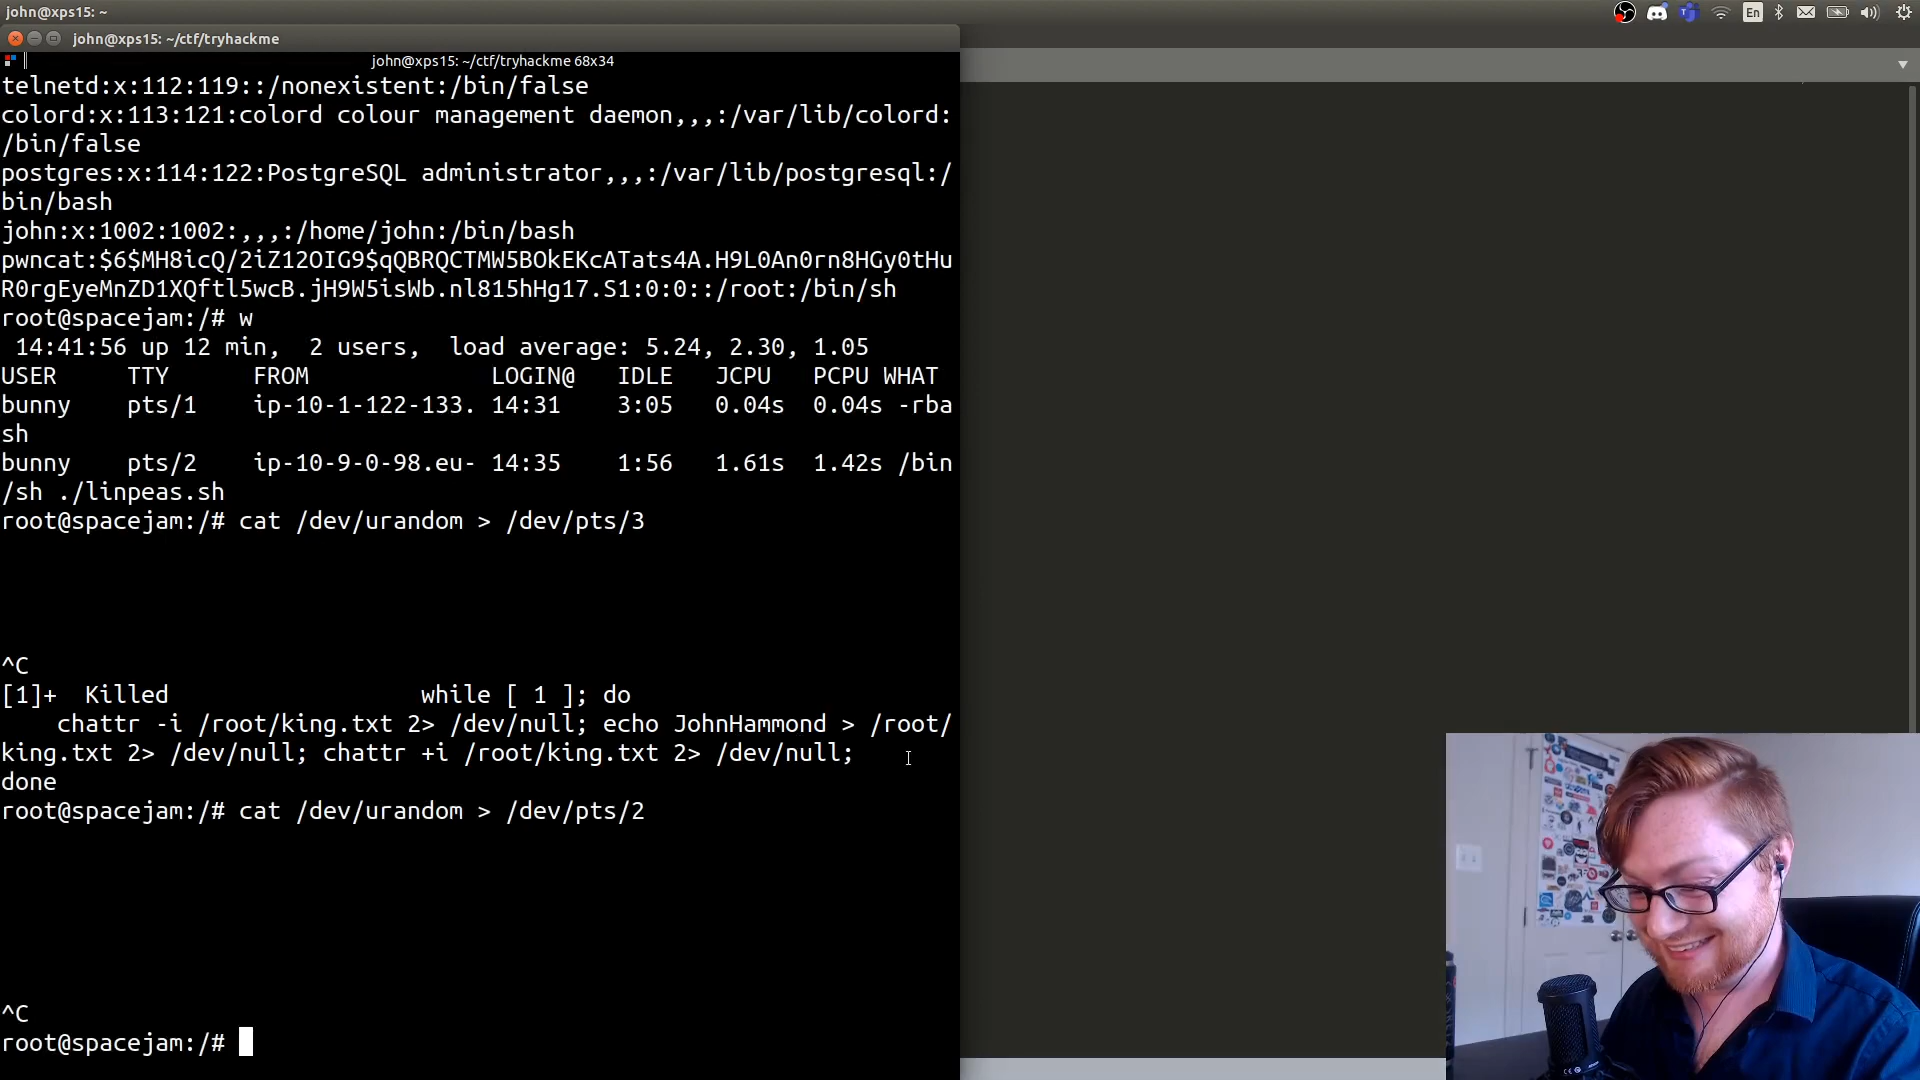 john@xps15: ~
En
john@xps15: ~/ctf/tryhackme
john@xps15: ~/ctf/tryhackme 68x34
telnetd:x:112:119::/nonexistent:/bin/false
colord:x:113:121:colord colour management daemon,,,:/var/lib/colord:
/bin/false
postgres:x:114:122:PostgreSQL administrator,,,:/var/lib/postgresql:/
bin/bash
john:x:1002:1002:,,,:/home/john:/bin/bash
pwncat:$6$MH8icQ/2iZ12OIG9$qQBRQCTMW5BOkEKcATats4A.H9L0An0rn8HGy0tHu
R0rgEyeMnZD1XQftl5wcB.jH9W5isWb.nl815hHg17.S1:0:0::/root:/bin/sh
root@spacejam:/# w
 14:41:56 up 12 min,  2 users,  load average: 5.24, 2.30, 1.05
USER     TTY      FROM             LOGIN@   IDLE   JCPU   PCPU WHAT
bunny    pts/1    ip-10-1-122-133. 14:31    3:05   0.04s  0.04s -rba
sh
bunny    pts/2    ip-10-9-0-98.eu- 14:35    1:56   1.61s  1.42s /bin
/sh ./linpeas.sh
root@spacejam:/# cat /dev/urandom > /dev/pts/3
^C
[1]+  Killed                  while [ 1 ]; do
    chattr -i /root/king.txt 2> /dev/null; echo JohnHammond > /root/
king.txt 2> /dev/null; chattr +i /root/king.txt 2> /dev/null;
done
root@spacejam:/# cat /dev/urandom > /dev/pts/2
^C
root@spacejam:/#